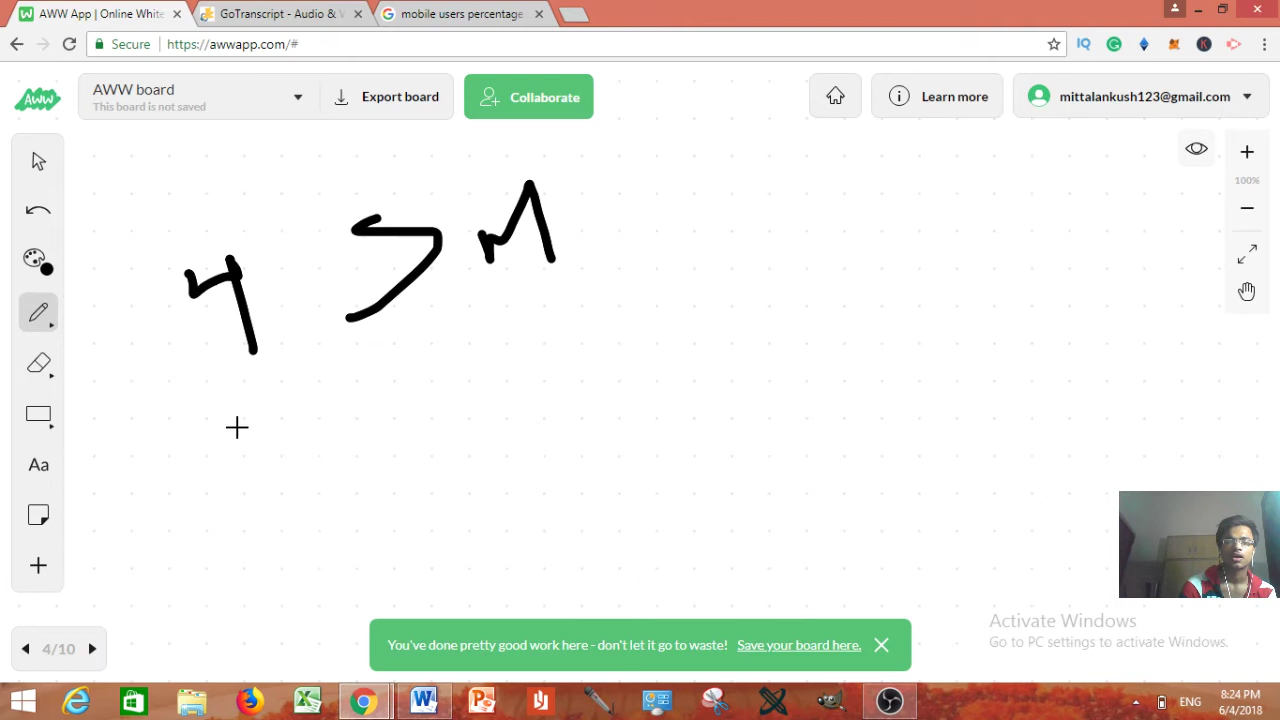 AWW App | Online White
GoTranscript - Audio & V
mobile users percentage
Secure https://awwapp.com/#
AWW board
This board is not saved
Export board
Collaborate
Learn more
mittalankush123@gmail.com
100%
Aa
4/10
You've done pretty good work here - don't let it go to waste! Save your board here.
Activate Windows
Go to PC settings to activate Windows.
ENG
8:24 PM
6/4/2018